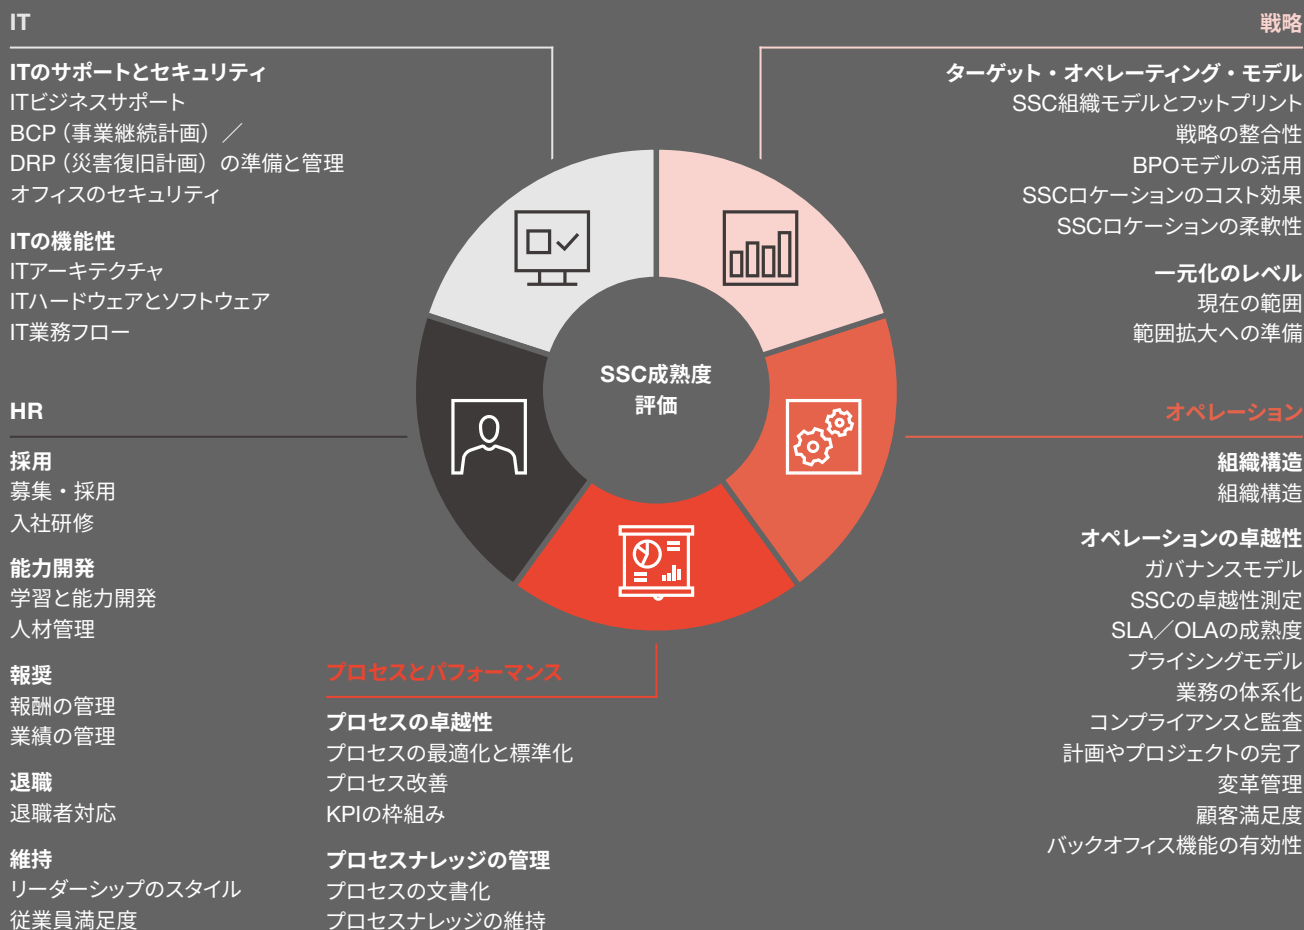 IT
ITのサポートとセキュリティ
ITビジネスサポート
BCP（事業継続計画）／
DRP（災害復旧計画）の準備と管理
オフィスのセキュリティ
ITの機能性
ITアーキテクチャ
ITハードウェアとソフトウェア
IT業務フロー
戦略
ターゲット・オペレーティング・モデル
SSC組織モデルとフットプリント
戦略の整合性
BPOモデルの活用
SSCロケーションのコスト効果
SSCロケーションの柔軟性
一元化のレベル
現在の範囲
範囲拡大への準備
SSC成熟度
評価
HR
採用
募集・採用
入社研修
能力開発
学習と能力開発
人材管理
報奨
報酬の管理
業績の管理
退職
退職者対応
維持
リーダーシップのスタイル
従業員満足度
プロセスとパフォーマンス
プロセスの卓越性
プロセスの最適化と標準化
プロセス改善
KPIの枠組み
プロセスナレッジの管理
プロセスの文書化
プロセスナレッジの維持
オペレーション
組織構造
組織構造
オペレーションの卓越性
ガバナンスモデル
SSCの卓越性測定
SLA／OLAの成熟度
プライシングモデル
業務の体系化
コンプライアンスと監査
計画やプロジェクトの完了
変革管理
顧客満足度
バックオフィス機能の有効性